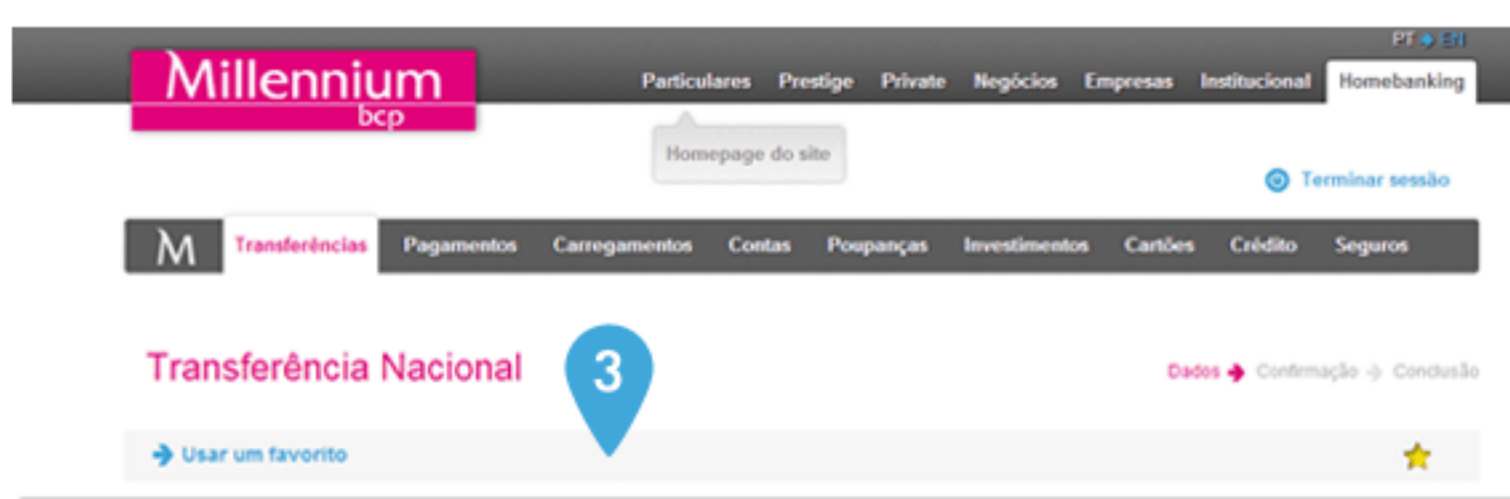 PT EN
Millennium
bcp
Particulares Prestige Private Negócios Empresas Institucional Homebanking
Homepage do site
Terminar sessão
M Transferências Pagamentos Carregamentos Contas Poupanças Investimentos Cartões Crédito Seguros
Transferência Nacional
3
Dados Confirmação Conclusão
Usar um favorito